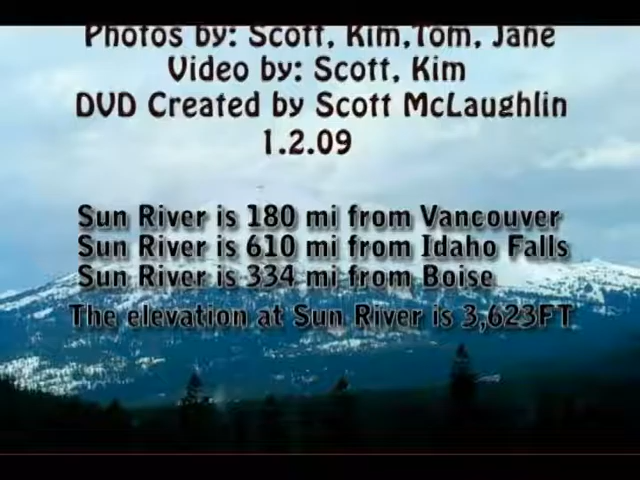 Photos by: Scott, Kim,Tom, Jane
Video by: Scott, Kim
DVD Created by Scott McLaughlin
1.2.09
Sun River is 180 mi from Vancouver
Sun River is 610 mi from Idaho Falls
Sun River is 334 mi from Boise
The elevation at Sun River is 3,623FT